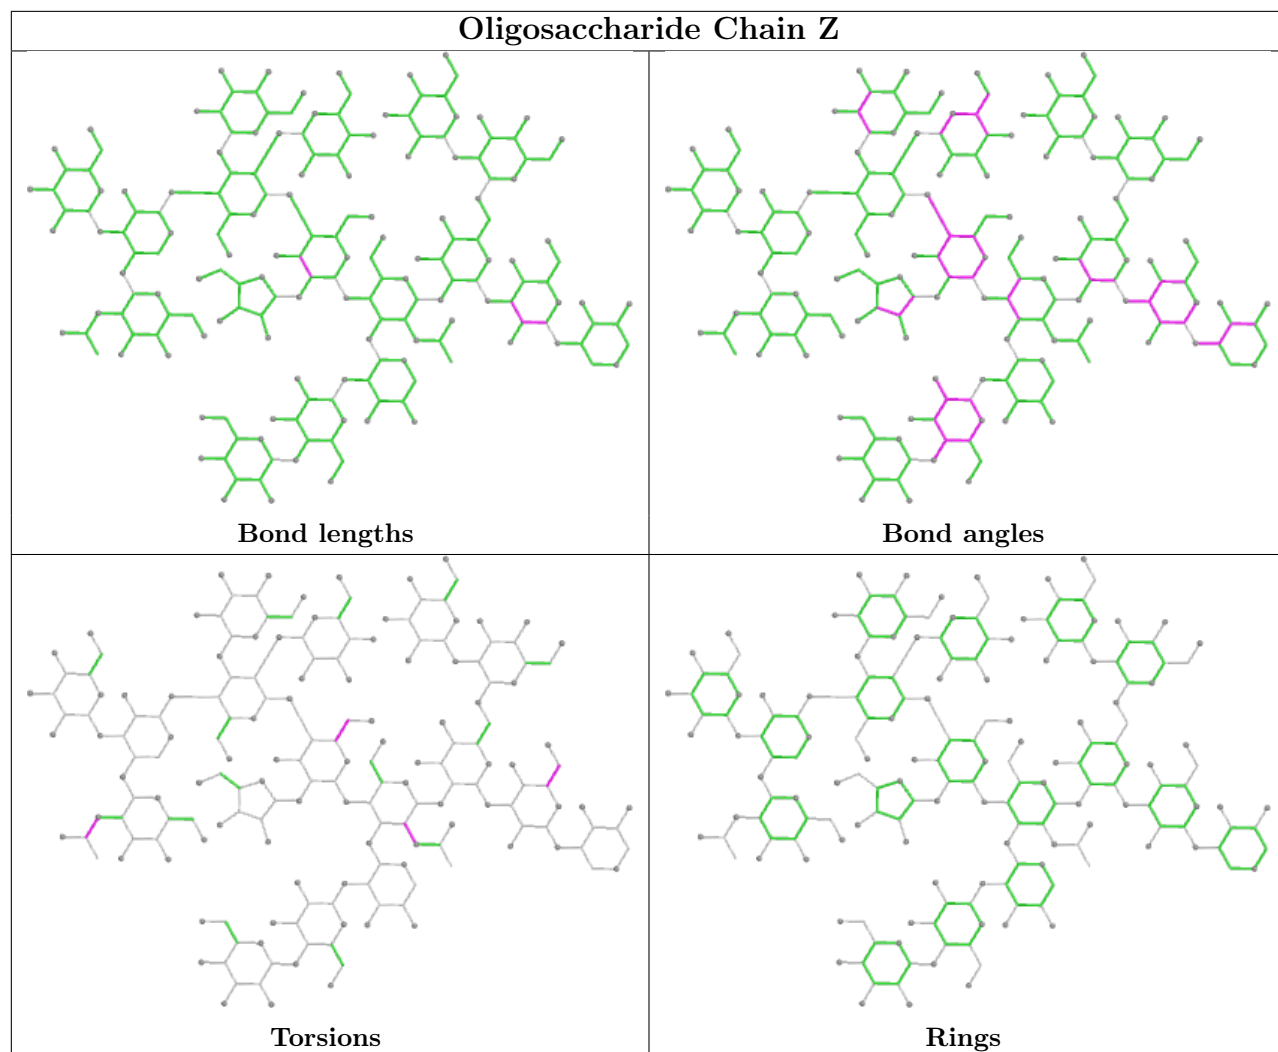 Oligosaccharide Chain Z
Bond lengths
Bond angles
Torsions
Rings